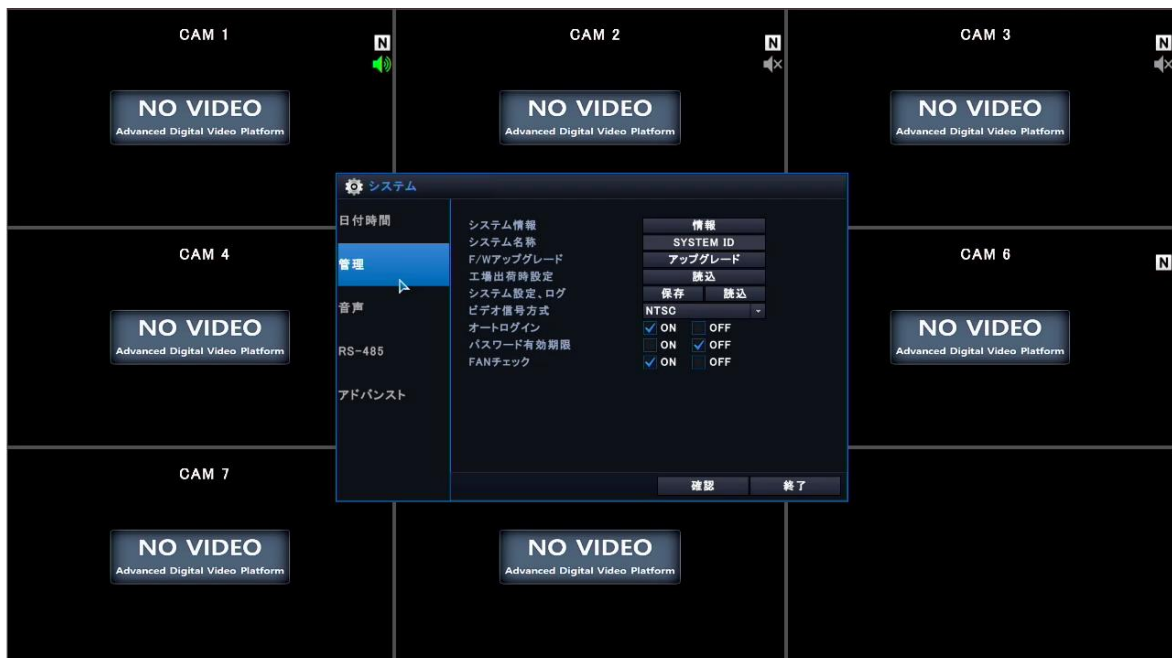 CAM 1
N
NO VIDEO
Advanced Digital Video Platform
CAM 2
N
NO VIDEO
Advanced Digital Video Platform
CAM 3
N
NO VIDEO
Advanced Digital Video Platform
システム
日付時間
管理
音声
RS-485
アドバンスト
システム情報 情報
システム名称 SYSTEM ID
F/Wアップグレード アップグレード
工場出荷時設定 読込
システム設定、ログ 保存 読込
ビデオ信号方式 NTSC
オートログイン ON OFF
パスワード有効期限 ON OFF
FANチェック ON OFF
確認 終了
CAM 4
NO VIDEO
Advanced Digital Video Platform
CAM 6
N
NO VIDEO
Advanced Digital Video Platform
CAM 7
NO VIDEO
Advanced Digital Video Platform
NO VIDEO
Advanced Digital Video Platform